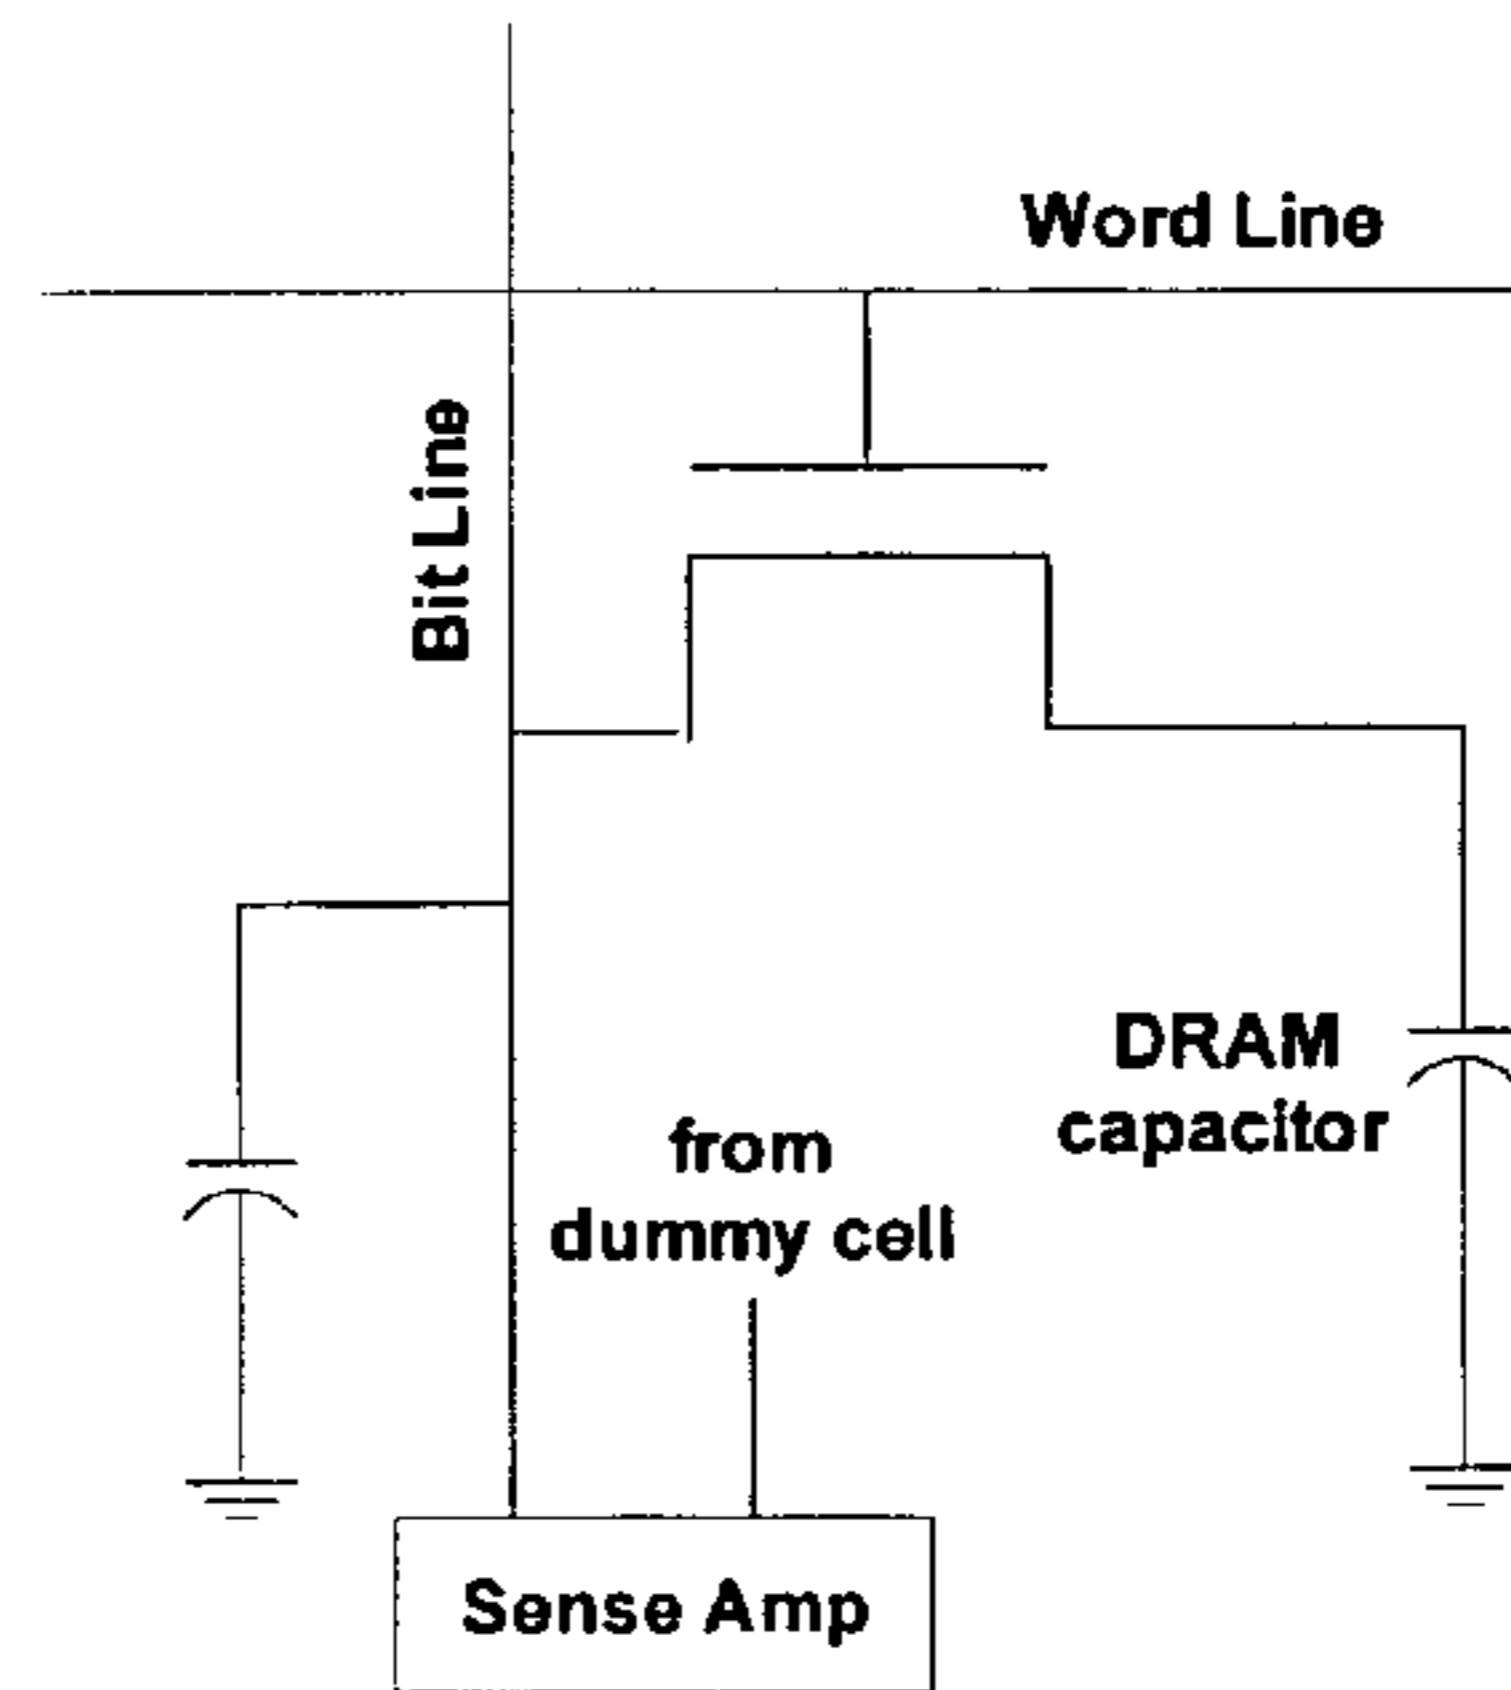 Word Line
Bit Line
DRAM
capacitor
from
dummy cell
Sense Amp